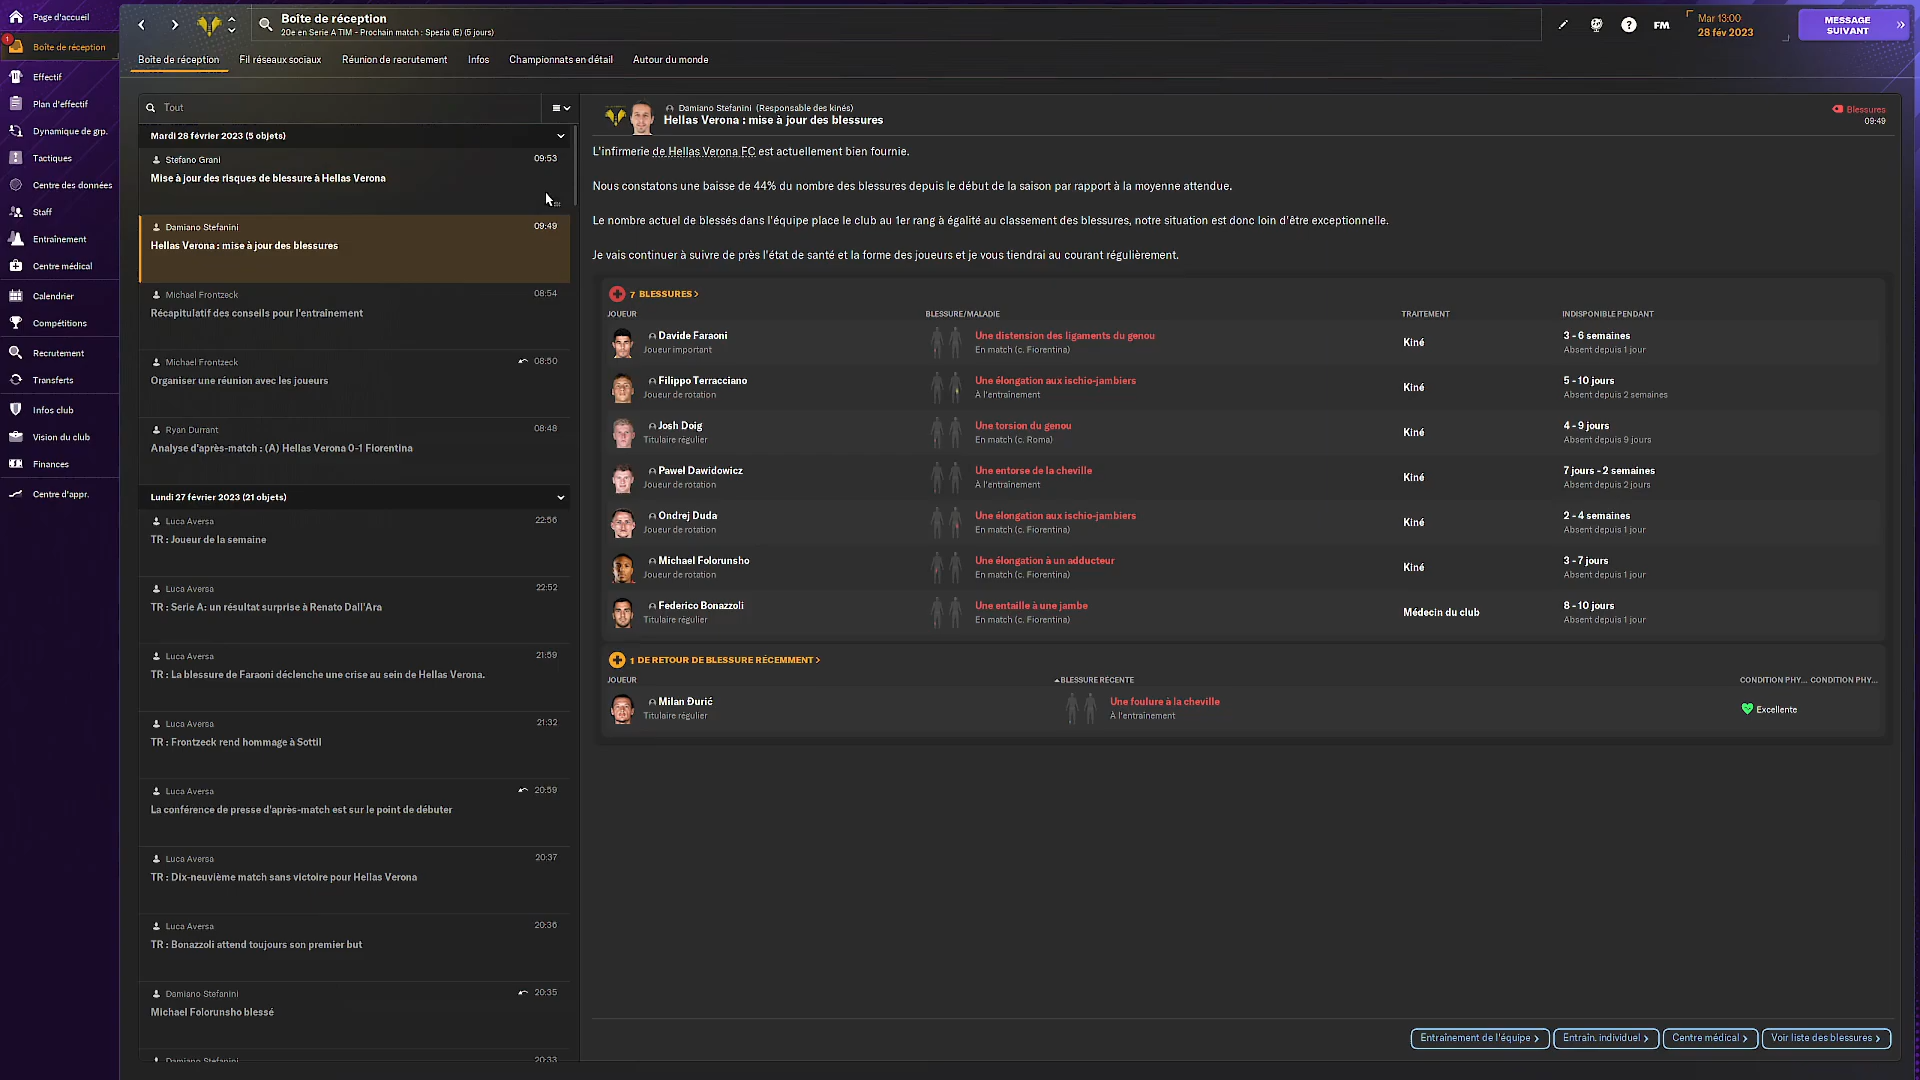 Page d'accueil
Boîte de réception
Effectif
Plan d'effectif
Dynamique de grp.
Tactiques
Centre des données
Staff
Entraînement
Centre médical
Calendrier
Compétitions
Recrutement
Transferts
Infos club
Vision du club
Finances
Centre d'appr.
1
Boîte de réception
20e en Serie A TIM - Prochain match : Spezia (E) (5 jours)
FM
Mar 13:00
28 fév 2023
MESSAGE
SUIVANT
Boîte de réception
Fil réseaux sociaux
Réunion de recrutement
Infos
Championnats en détail
Autour du monde
Tout
Mardi 28 février 2023 (5 objets)
Stefano Grani 09:53
Mise à jour des risques de blessure à Hellas Verona
Damiano Stefanini 09:49
Hellas Verona : mise à jour des blessures
Michael Frontzeck 08:54
Récapitulatif des conseils pour l'entraînement
Michael Frontzeck 08:50
Organiser une réunion avec les joueurs
Ryan Durrant 08:48
Analyse d'après-match : (A) Hellas Verona 0-1 Fiorentina
Lundi 27 février 2023 (21 objets)
Luca Aversa 22:56
TR : Joueur de la semaine
Luca Aversa 22:52
TR : Serie A: un résultat surprise à Renato Dall'Ara
Luca Aversa 21:59
TR : La blessure de Faraoni déclenche une crise au sein de Hellas Verona.
Luca Aversa 21:32
TR : Frontzeck rend hommage à Sottil
Luca Aversa 20:59
La conférence de presse d'après-match est sur le point de débuter
Luca Aversa 20:37
TR : Dix-neuvième match sans victoire pour Hellas Verona
Luca Aversa 20:36
TR : Bonazzoli attend toujours son premier but
Damiano Stefanini 20:35
Michael Folorunsho blessé
Damiano Stefanini 20:33
Damiano Stefanini (Responsable des kinés)
Hellas Verona : mise à jour des blessures
Blessures
09:49
L'infirmerie de Hellas Verona FC est actuellement bien fournie.
Nous constatons une baisse de 44% du nombre des blessures depuis le début de la saison par rapport à la moyenne attendue.
Le nombre actuel de blessés dans l'équipe place le club au 1er rang à égalité au classement des blessures, notre situation est donc loin d'être exceptionnelle.
Je vais continuer à suivre de près l'état de santé et la forme des joueurs et je vous tiendrai au courant régulièrement.
7 BLESSURES >
JOUEUR BLESSURE/MALADIE TRAITEMENT INDISPONIBLE PENDANT
Davide Faraoni Une distension des ligaments du genou Kiné 3 - 6 semaines
Joueur important En match (c. Fiorentina) Absent depuis 1 jour
Filippo Terracciano Une élongation aux ischio-jambiers Kiné 5 - 10 jours
Joueur de rotation À l'entraînement Absent depuis 2 semaines
Josh Doig Une torsion du genou Kiné 4 - 9 jours
Titulaire régulier En match (c. Roma) Absent depuis 9 jours
Paweł Dawidowicz Une entorse de la cheville Kiné 7 jours - 2 semaines
Joueur de rotation À l'entraînement Absent depuis 2 jours
Ondrej Duda Une élongation aux ischio-jambiers Kiné 2 - 4 semaines
Joueur de rotation En match (c. Fiorentina) Absent depuis 1 jour
Michael Folorunsho Une élongation à un adducteur Kiné 3 - 7 jours
Joueur de rotation En match (c. Fiorentina) Absent depuis 1 jour
Federico Bonazzoli Une entaille à une jambe Médecin du club 8 - 10 jours
Titulaire régulier En match (c. Fiorentina) Absent depuis 1 jour
1 DE RETOUR DE BLESSURE RÉCEMMENT >
JOUEUR BLESSURE RÉCENTE CONDITION PHY... CONDITION PHY...
Milan Đurić Une foulure à la cheville Excellente
Titulaire régulier À l'entraînement
Entraînement de l'équipe >
Entraîn. individuel >
Centre médical >
Voir liste des blessures >